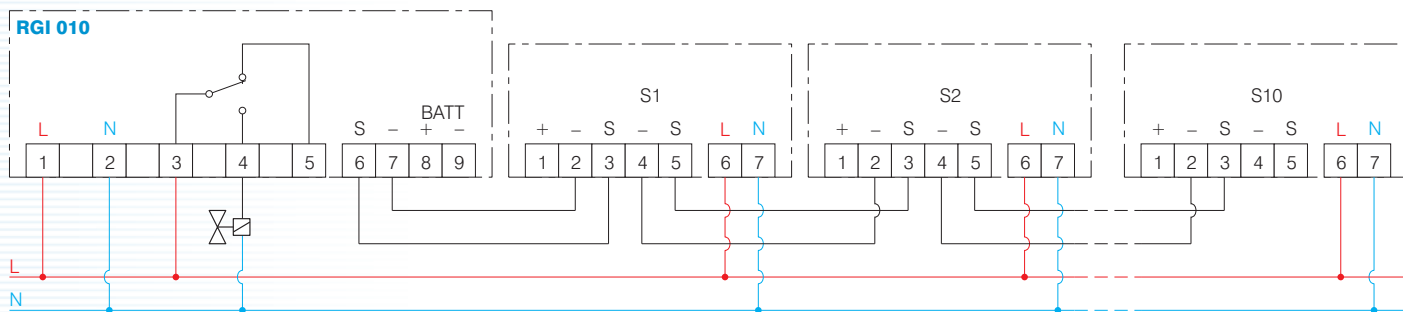 RGI 010
BATT
S1
S2
S10
L N S – + –
+ – S – S L N
+ – S – S L N
+ – S – S L N
1 2 3 4 5 6 7 8 9
1 2 3 4 5 6 7
1 2 3 4 5 6 7
1 2 3 4 5 6 7
L
N